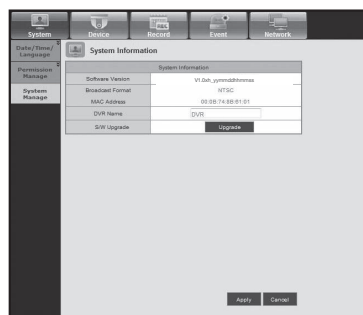 System Device Record Event Network
Date/Time/
Language
Permission
Manage
System
Manage
System Information
System Information
Software Version V1.0xh_yymmddhhmmss
Broadcast Format NTSC
MAC Address 00:0B:74:9B:61:01
DVR Name DVR
S/W Upgrade Upgrade
Apply Cancel